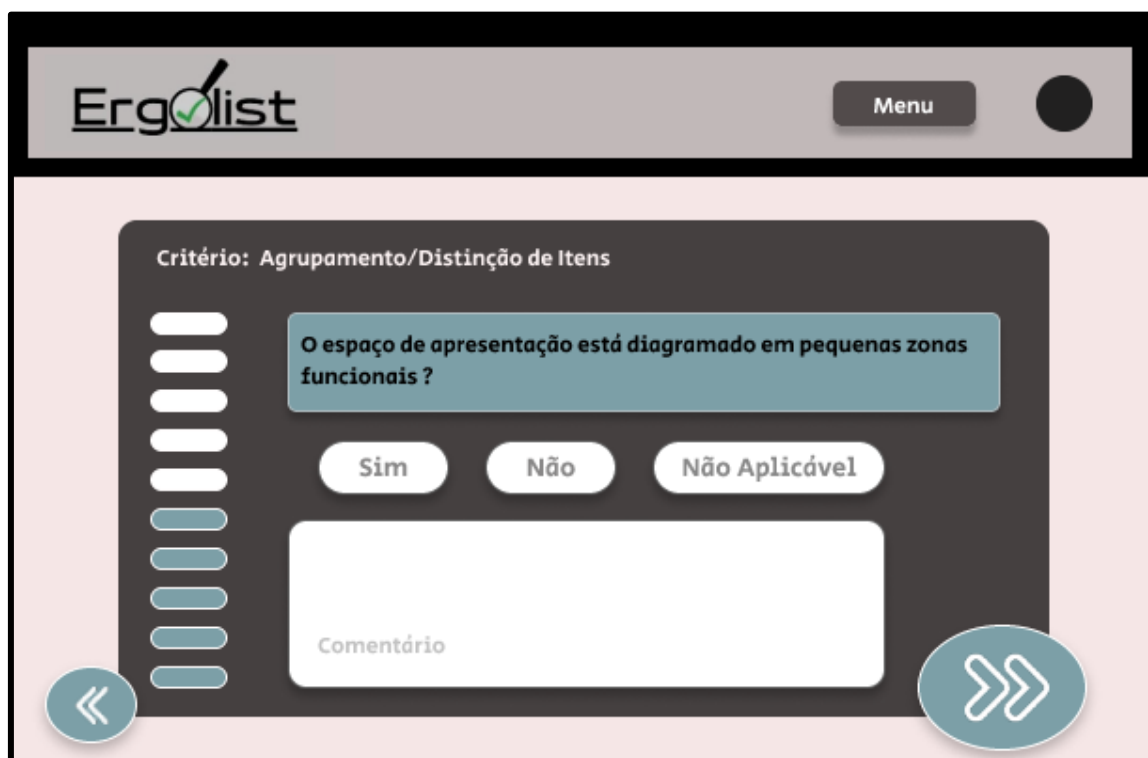 Ergolist
Menu
Critério: Agrupamento/Distinção de Itens
O espaço de apresentação está diagramado em pequenas zonas
funcionais ?
Sim
Não
Não Aplicável
Comentário